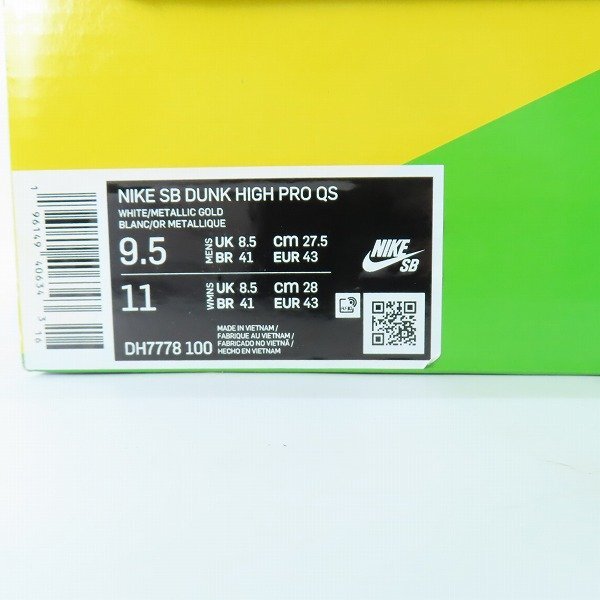 NIKE SB DUNK HIGH PRO QS
WHITE/METALLIC GOLD
BLANC/OR METALLIQUE
9.5 MENS UK 8.5 CM 27.5
BR 41 EUR 43
11 WMNS UK 8.5 CM 28
BR 41 EUR 43
MADE IN VIETNAM /
FABRIQUE AU VIETNAM /
FABRICADO NO VIETNÃ /
HECHO EN VIETNAM
DH7778 100
NIKE
SB
1 96149 40634 3 16